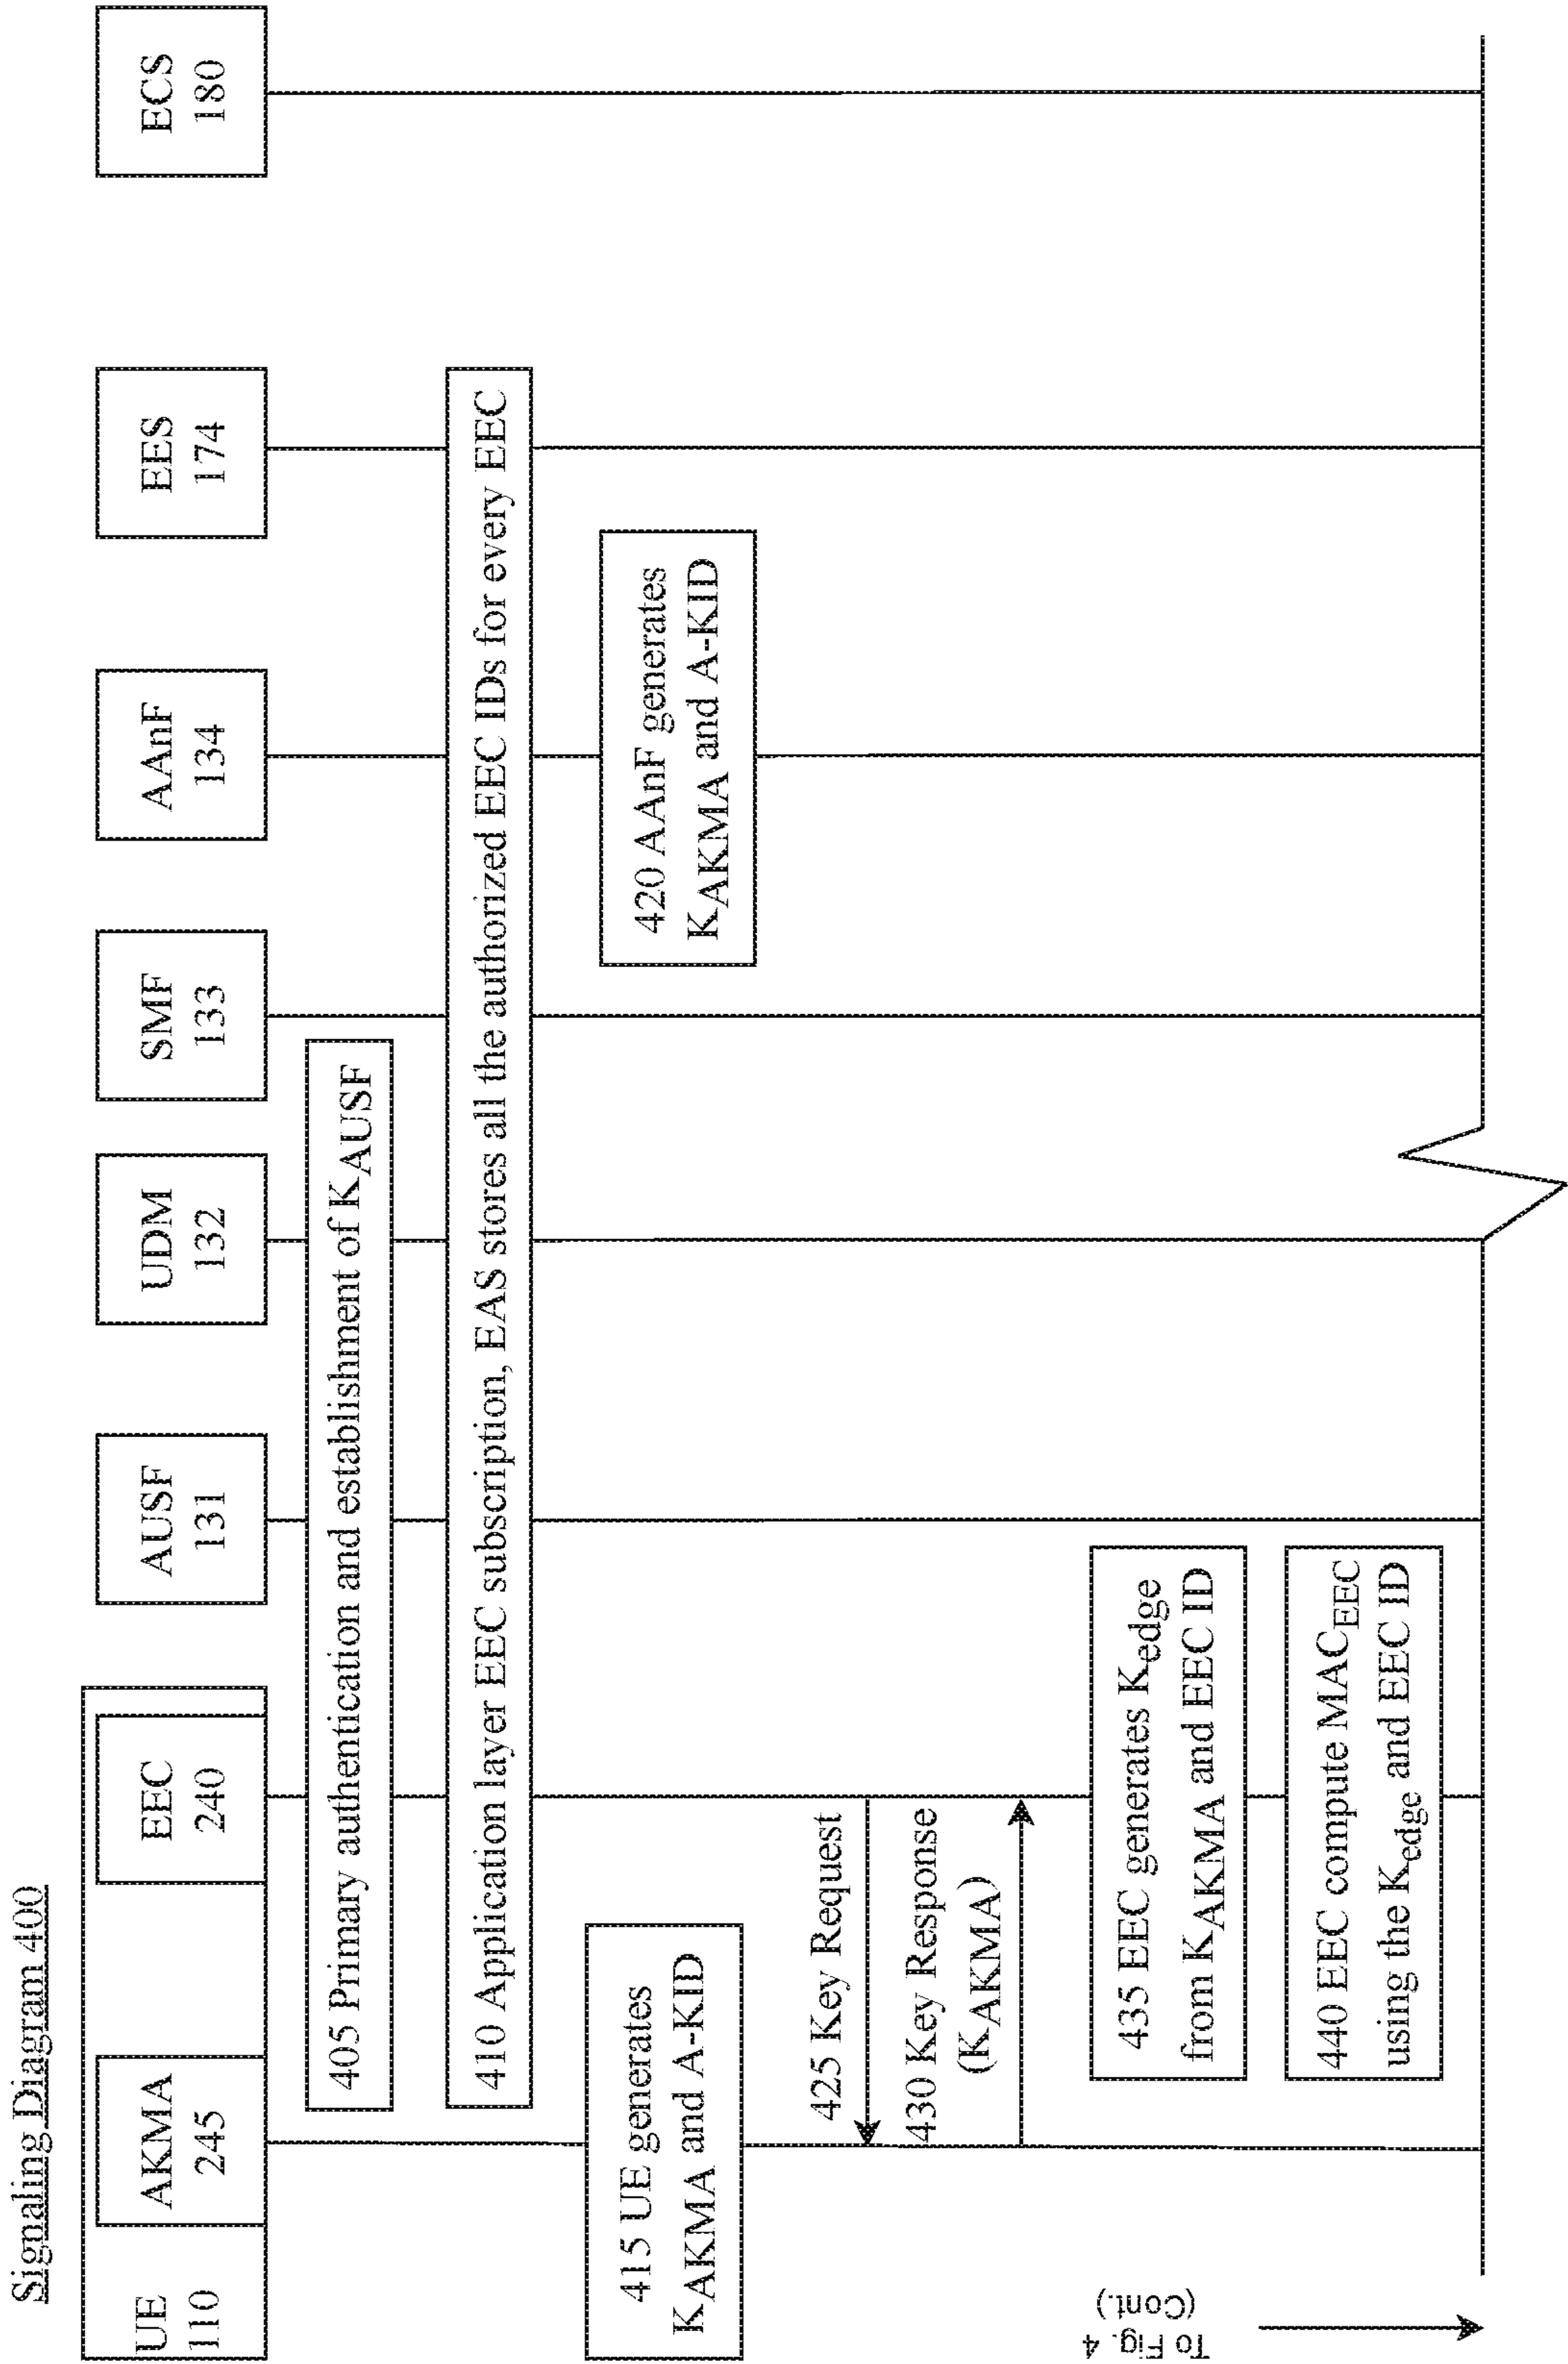 Signaling Diagram 400
UE
110
AKMA
245
EEC
240
AUSF
131
UDM
132
SMF
133
AAnF
134
EES
174
ECS
180
405 Primary authentication and establishment of KAUSF
410 Application layer EEC subscription, EAS stores all the authorized EEC IDs for every EEC
415 UE generates
KAKMA and A-KID
420 AAnF generates
KAKMA and A-KID
425 Key Request
430 Key Response
(KAKMA)
435 EEC generates Kedge
from KAKMA and EEC ID
440 EEC compute MACEEC
using the Kedge and EEC ID
To Fig. 4
(Cont.)